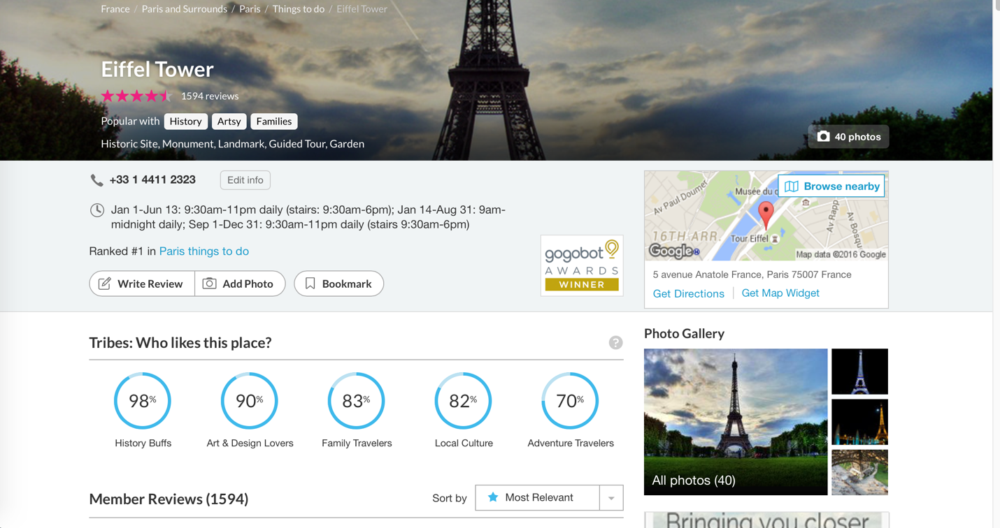 France / Paris and Surrounds / Paris / Things to do / Eiffel Tower
Eiffel Tower
1594 reviews
Popular with History Artsy Families
Historic Site, Monument, Landmark, Guided Tour, Garden
40 photos
+33 1 4411 2323 Edit info
Jan 1-Jun 13: 9:30am-11pm daily (stairs: 9:30am-6pm); Jan 14-Aug 31: 9am-
midnight daily; Sep 1-Dec 31: 9:30am-11pm daily (stairs 9:30am-6pm)
Ranked #1 in Paris things to do
Write Review Add Photo Bookmark
gogobot
AWARDS
WINNER
Browse nearby
Av Paul Doumer
Musée du
Av Rapp
Av Bosqu
16TH ARR.
Tour Eiffel
Google
Map data ©2016 Google
5 avenue Anatole France, Paris 75007 France
Get Directions | Get Map Widget
Tribes: Who likes this place?
?
98% 90% 83% 82% 70%
History Buffs Art & Design Lovers Family Travelers Local Culture Adventure Travelers
Photo Gallery
All photos (40)
Member Reviews (1594)
Sort by Most Relevant
Bringing you closer